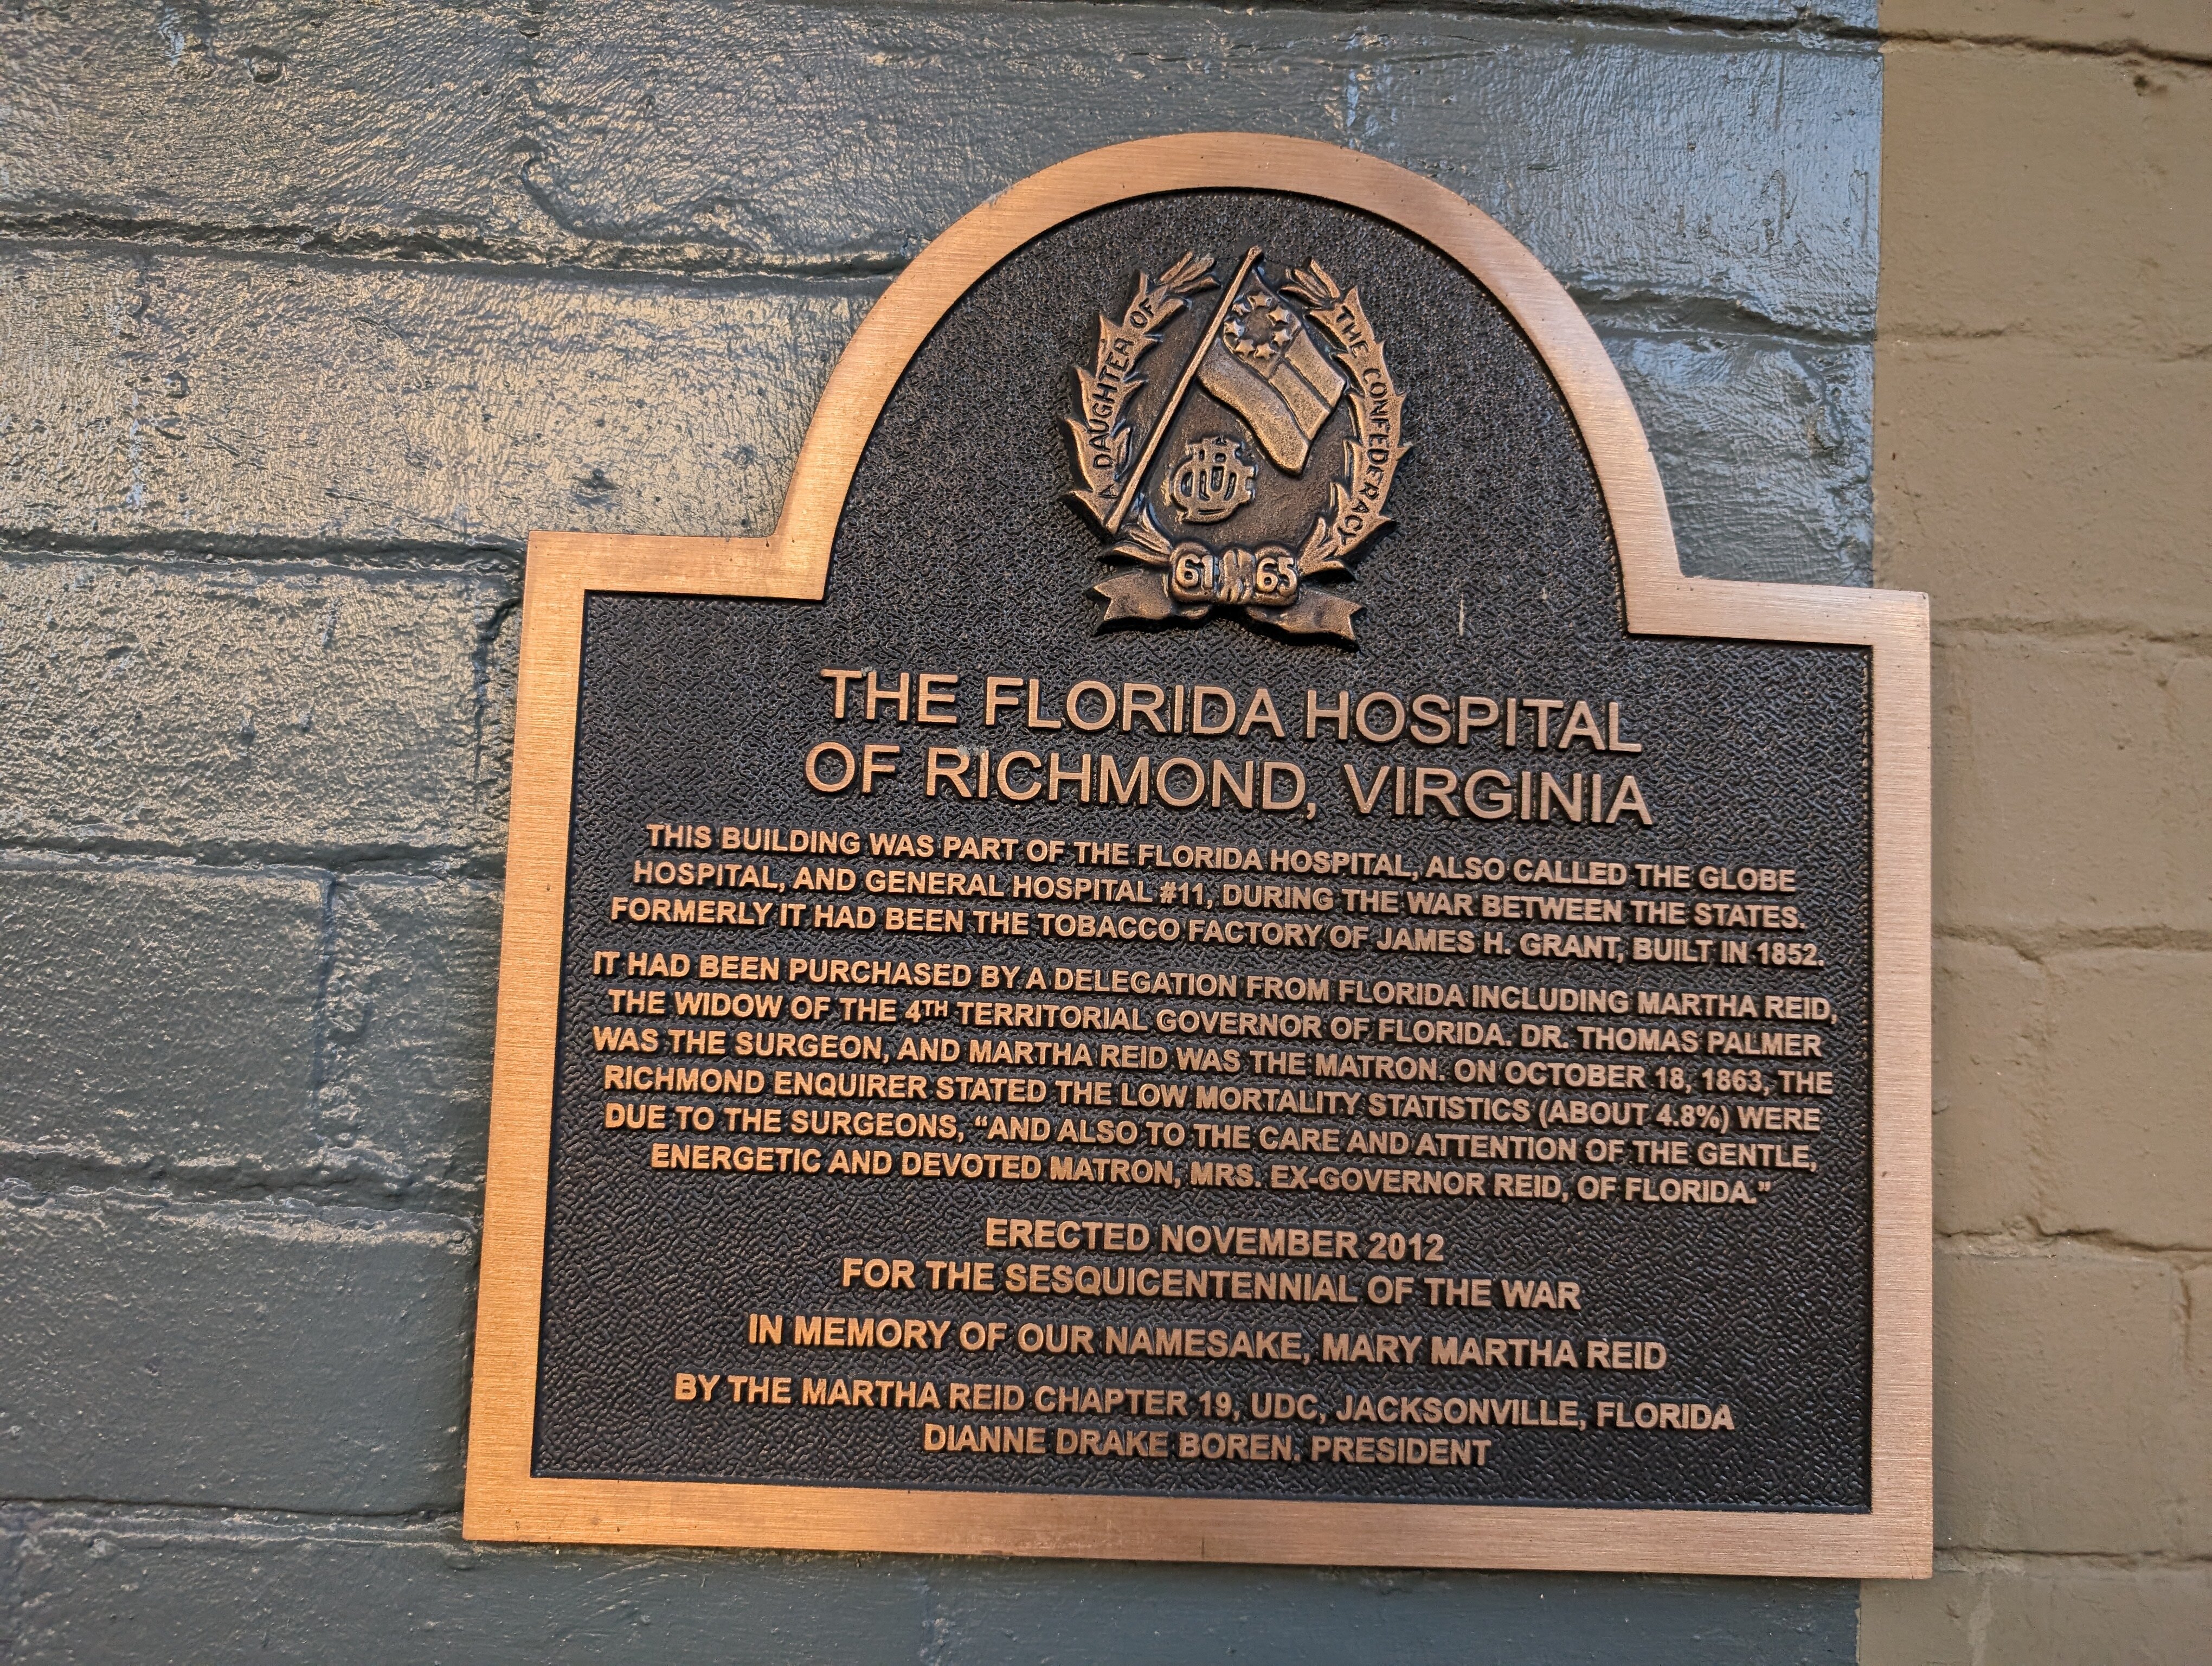 A DAUGHTER OF
THE CONFEDERACY
UDC
61 65
THE FLORIDA HOSPITAL
OF RICHMOND, VIRGINIA
THIS BUILDING WAS PART OF THE FLORIDA HOSPITAL, ALSO CALLED THE GLOBE
HOSPITAL, AND GENERAL HOSPITAL #11, DURING THE WAR BETWEEN THE STATES.
FORMERLY IT HAD BEEN THE TOBACCO FACTORY OF JAMES H. GRANT, BUILT IN 1852.
IT HAD BEEN PURCHASED BY A DELEGATION FROM FLORIDA INCLUDING MARTHA REID,
THE WIDOW OF THE 4TH TERRITORIAL GOVERNOR OF FLORIDA. DR. THOMAS PALMER
WAS THE SURGEON, AND MARTHA REID WAS THE MATRON. ON OCTOBER 18, 1863, THE
RICHMOND ENQUIRER STATED THE LOW MORTALITY STATISTICS (ABOUT 4.8%) WERE
DUE TO THE SURGEONS, “AND ALSO TO THE CARE AND ATTENTION OF THE GENTLE,
ENERGETIC AND DEVOTED MATRON, MRS. EX-GOVERNOR REID, OF FLORIDA.”
ERECTED NOVEMBER 2012
FOR THE SESQUICENTENNIAL OF THE WAR
IN MEMORY OF OUR NAMESAKE, MARY MARTHA REID
BY THE MARTHA REID CHAPTER 19, UDC, JACKSONVILLE, FLORIDA
DIANNE DRAKE BOREN, PRESIDENT